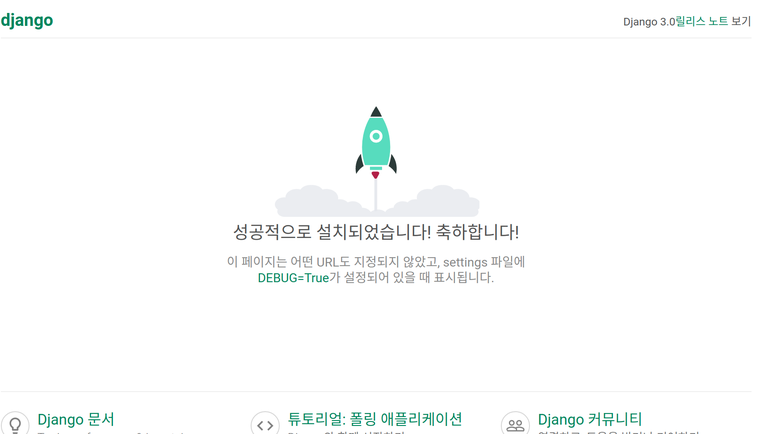 django
Django 3.0릴리스 노트 보기
성공적으로 설치되었습니다! 축하합니다!
이 페이지는 어떤 URL도 지정되지 않았고, settings 파일에
DEBUG=True가 설정되어 있을 때 표시됩니다.
Django 문서
튜토리얼: 폴링 애플리케이션
Django 커뮤니티